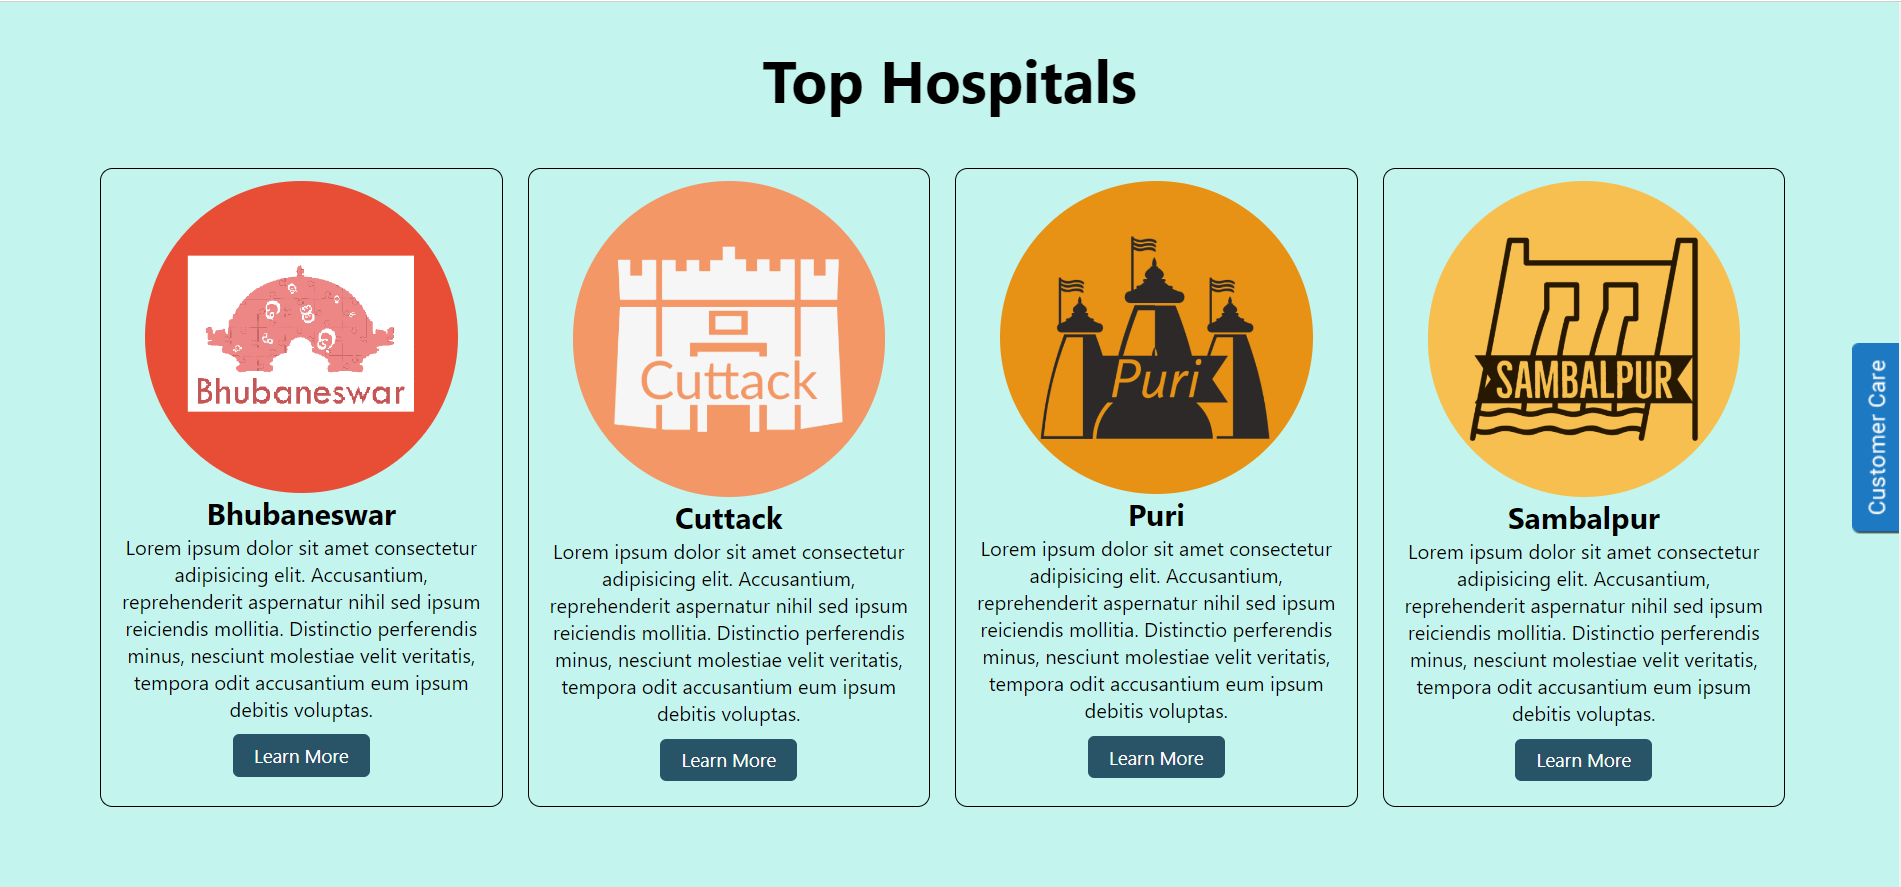 Top Hospitals
Bhubaneswar
Bhubaneswar
Lorem ipsum dolor sit amet consectetur
adipisicing elit. Accusantium,
reprehenderit aspernatur nihil sed ipsum
reiciendis mollitia. Distinctio perferendis
minus, nesciunt molestiae velit veritatis,
tempora odit accusantium eum ipsum
debitis voluptas.
Learn More
Cuttack
Cuttack
Lorem ipsum dolor sit amet consectetur
adipisicing elit. Accusantium,
reprehenderit aspernatur nihil sed ipsum
reiciendis mollitia. Distinctio perferendis
minus, nesciunt molestiae velit veritatis,
tempora odit accusantium eum ipsum
debitis voluptas.
Learn More
Puri
Puri
Lorem ipsum dolor sit amet consectetur
adipisicing elit. Accusantium,
reprehenderit aspernatur nihil sed ipsum
reiciendis mollitia. Distinctio perferendis
minus, nesciunt molestiae velit veritatis,
tempora odit accusantium eum ipsum
debitis voluptas.
Learn More
SAMBALPUR
Sambalpur
Lorem ipsum dolor sit amet consectetur
adipisicing elit. Accusantium,
reprehenderit aspernatur nihil sed ipsum
reiciendis mollitia. Distinctio perferendis
minus, nesciunt molestiae velit veritatis,
tempora odit accusantium eum ipsum
debitis voluptas.
Learn More
Customer Care